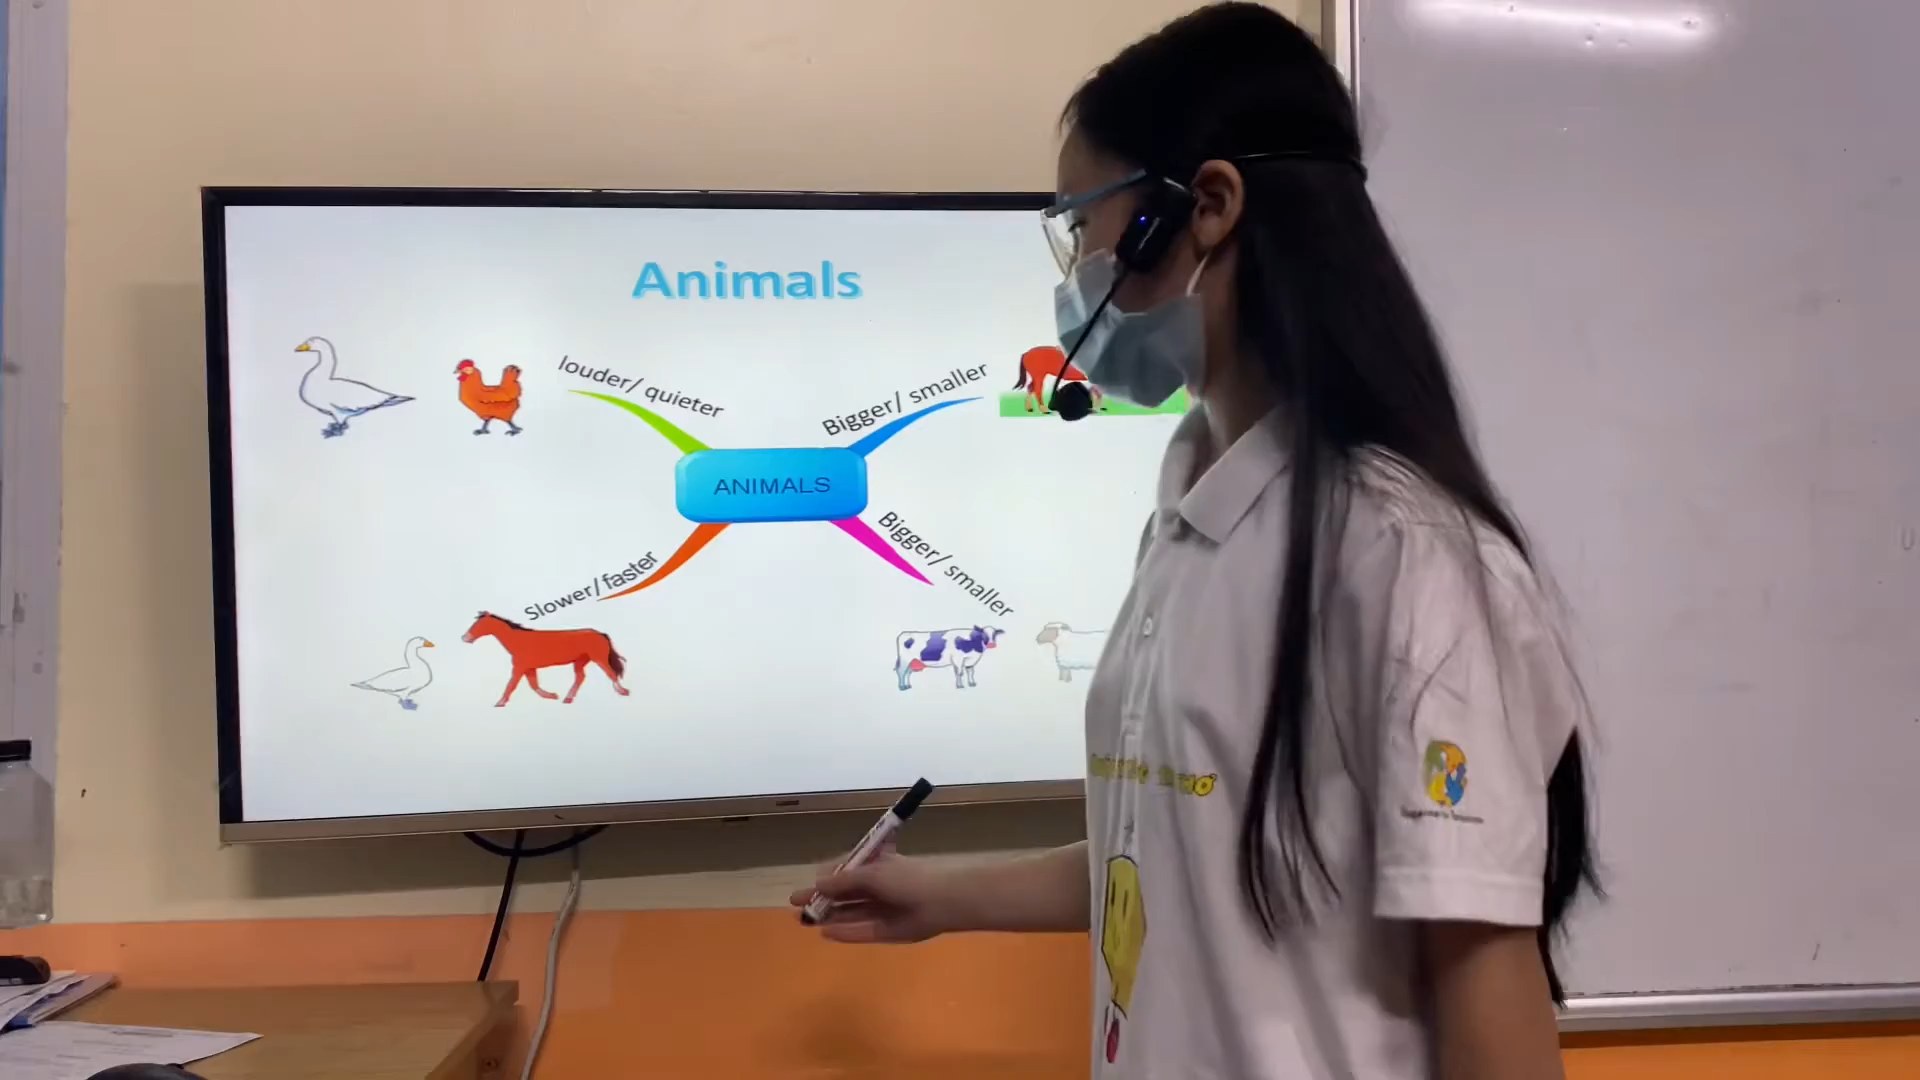 Animals
louder/ quieter
Bigger/ smaller
ANIMALS
Slower/faster
Bigger/ smaller